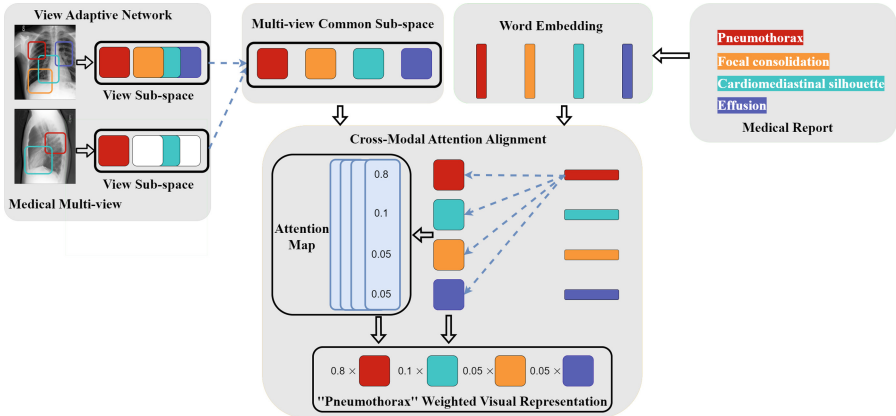 View Adaptive Network
View Sub-space
View Sub-space
Medical Multi-view
Multi-view Common Sub-space
Word Embedding
Pneumothorax
Focal consolidation
Cardiomediastinal silhouette
Effusion
Medical Report
Cross-Modal Attention Alignment
Attention
Map
0.8
0.1
0.05
0.05
0.8 × 0.1 × 0.05 × 0.05 ×
"Pneumothorax" Weighted Visual Representation